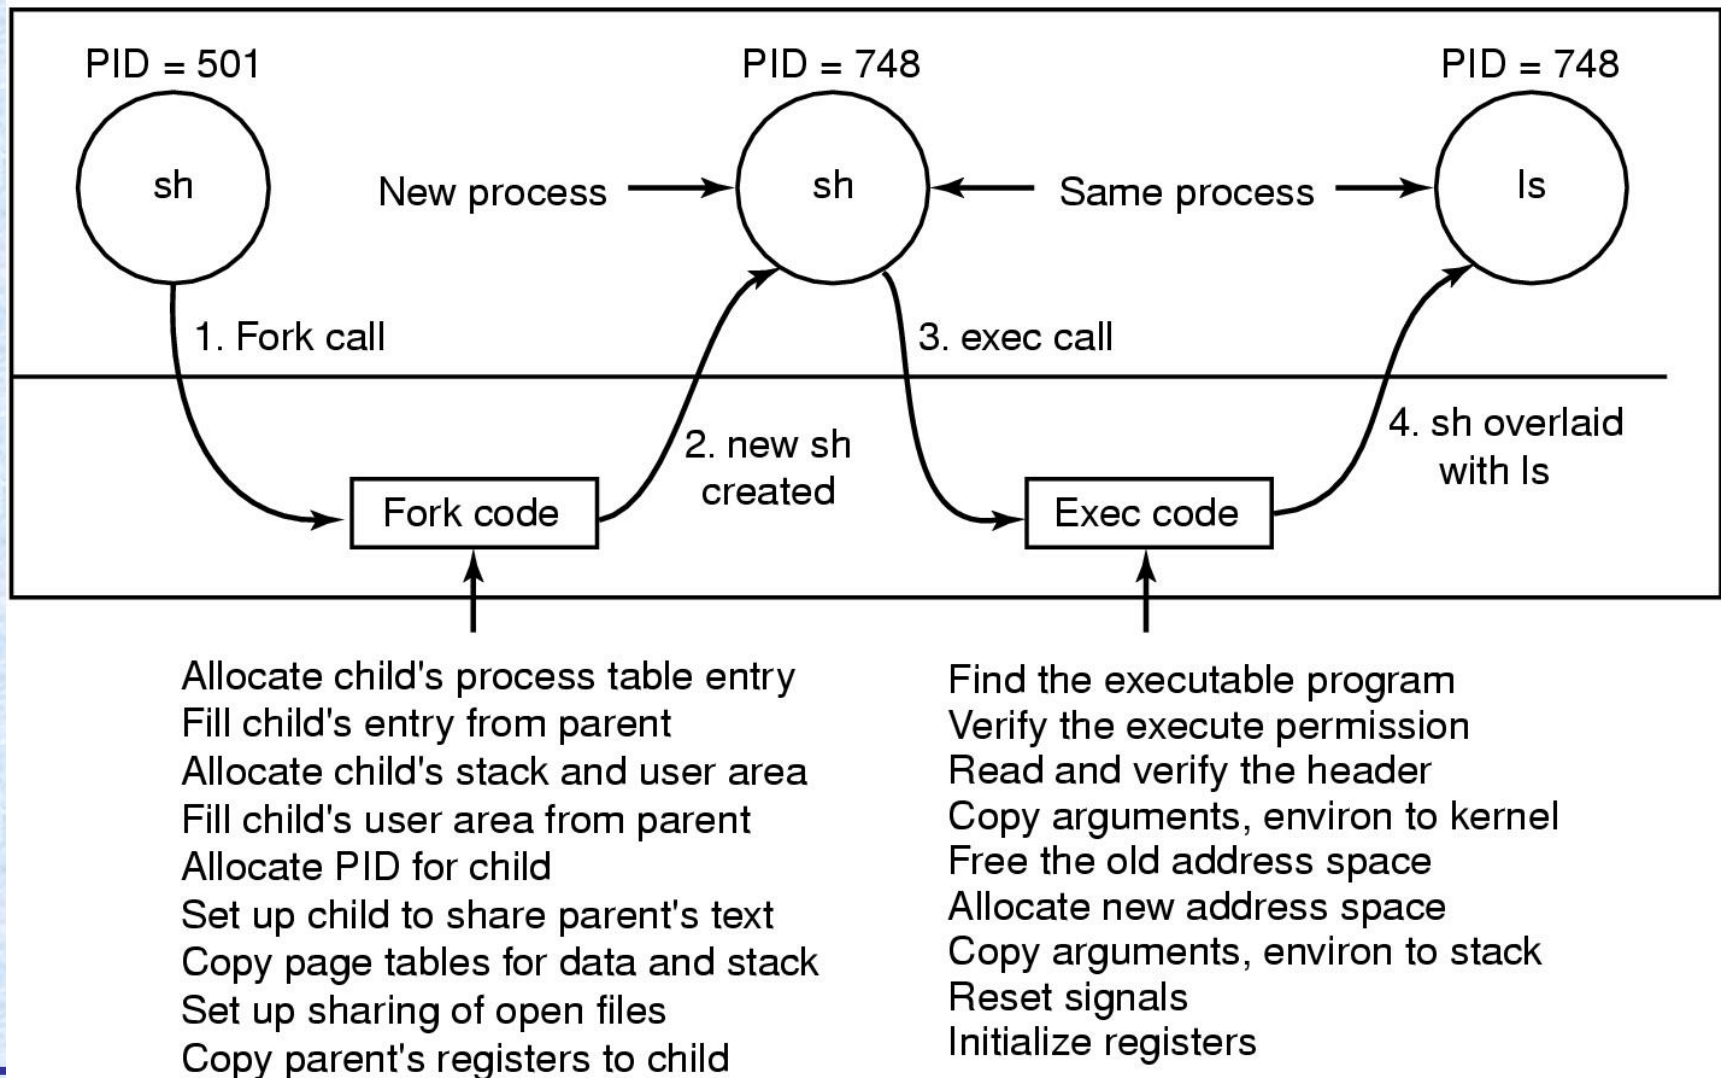 PID = 501
PID = 748
PID = 748
sh
New process
sh
Same process
ls
1. Fork call
3. exec call
2. new sh
created
4. sh overlaid
with ls
Fork code
Exec code
Allocate child's process table entry
Fill child's entry from parent
Allocate child's stack and user area
Fill child's user area from parent
Allocate PID for child
Set up child to share parent's text
Copy page tables for data and stack
Set up sharing of open files
Copy parent's registers to child
Find the executable program
Verify the execute permission
Read and verify the header
Copy arguments, environ to kernel
Free the old address space
Allocate new address space
Copy arguments, environ to stack
Reset signals
Initialize registers